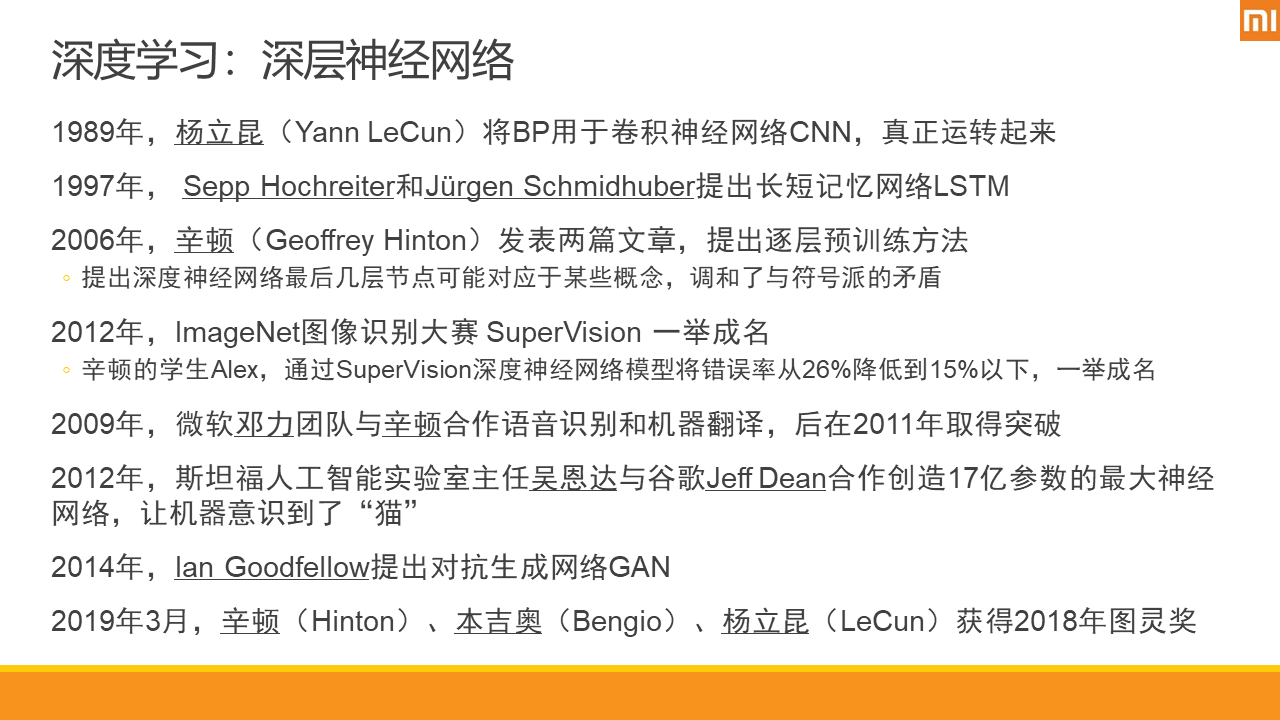 MI
深度学习：深层神经网络
1989年，杨立昆（Yann LeCun）将BP用于卷积神经网络CNN，真正运转起来
1997年， Sepp Hochreiter和Jürgen Schmidhuber提出长短记忆网络LSTM
2006年，辛顿（Geoffrey Hinton）发表两篇文章，提出逐层预训练方法
◦ 提出深度神经网络最后几层节点可能对应于某些概念，调和了与符号派的矛盾
2012年，ImageNet图像识别大赛 SuperVision 一举成名
◦ 辛顿的学生Alex，通过SuperVision深度神经网络模型将错误率从26%降低到15%以下，一举成名
2009年，微软邓力团队与辛顿合作语音识别和机器翻译，后在2011年取得突破
2012年，斯坦福人工智能实验室主任吴恩达与谷歌Jeff Dean合作创造17亿参数的最大神经
网络，让机器意识到了“猫”
2014年，Ian Goodfellow提出对抗生成网络GAN
2019年3月，辛顿（Hinton）、本吉奥（Bengio）、杨立昆（LeCun）获得2018年图灵奖